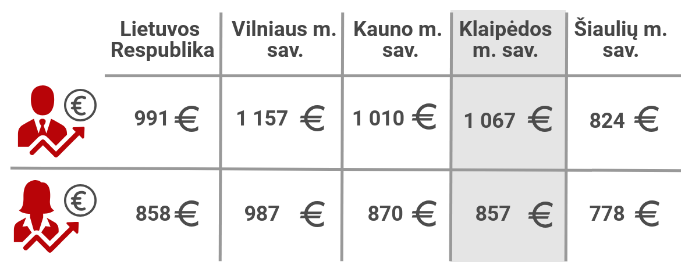 Lietuvos
Respublika
Vilniaus m.
sav.
Kauno m.
sav.
Klaipėdos
m. sav.
Šiaulių m.
sav.
€ 991 € 1 157 € 1 010 € 1 067 € 824 €
€ 858 € 987 € 870 € 857 € 778 €